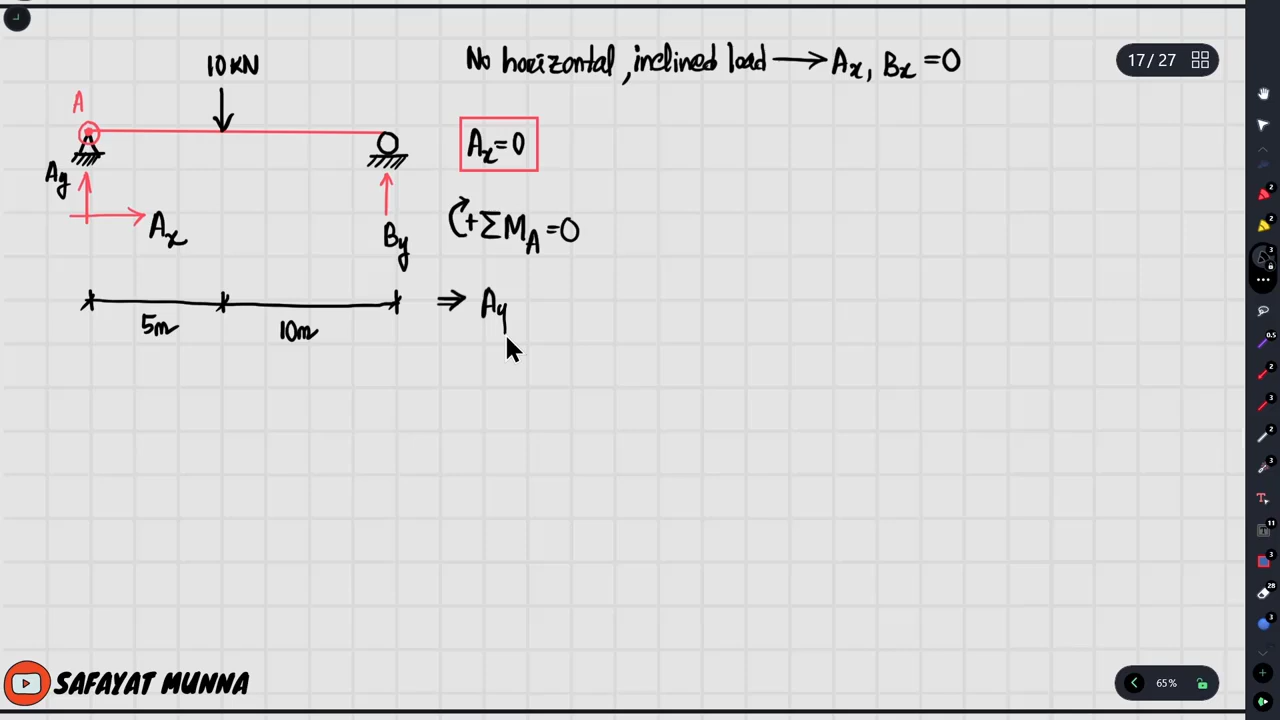 No horizontal, inclined load → Ax, Bx = 0
17 / 27
10 KN
A
Ax = 0
Ay
Ax
By
+ΣMA = 0
⇒ Ay
5m
10m
SAFAYAT MUNNA
65%